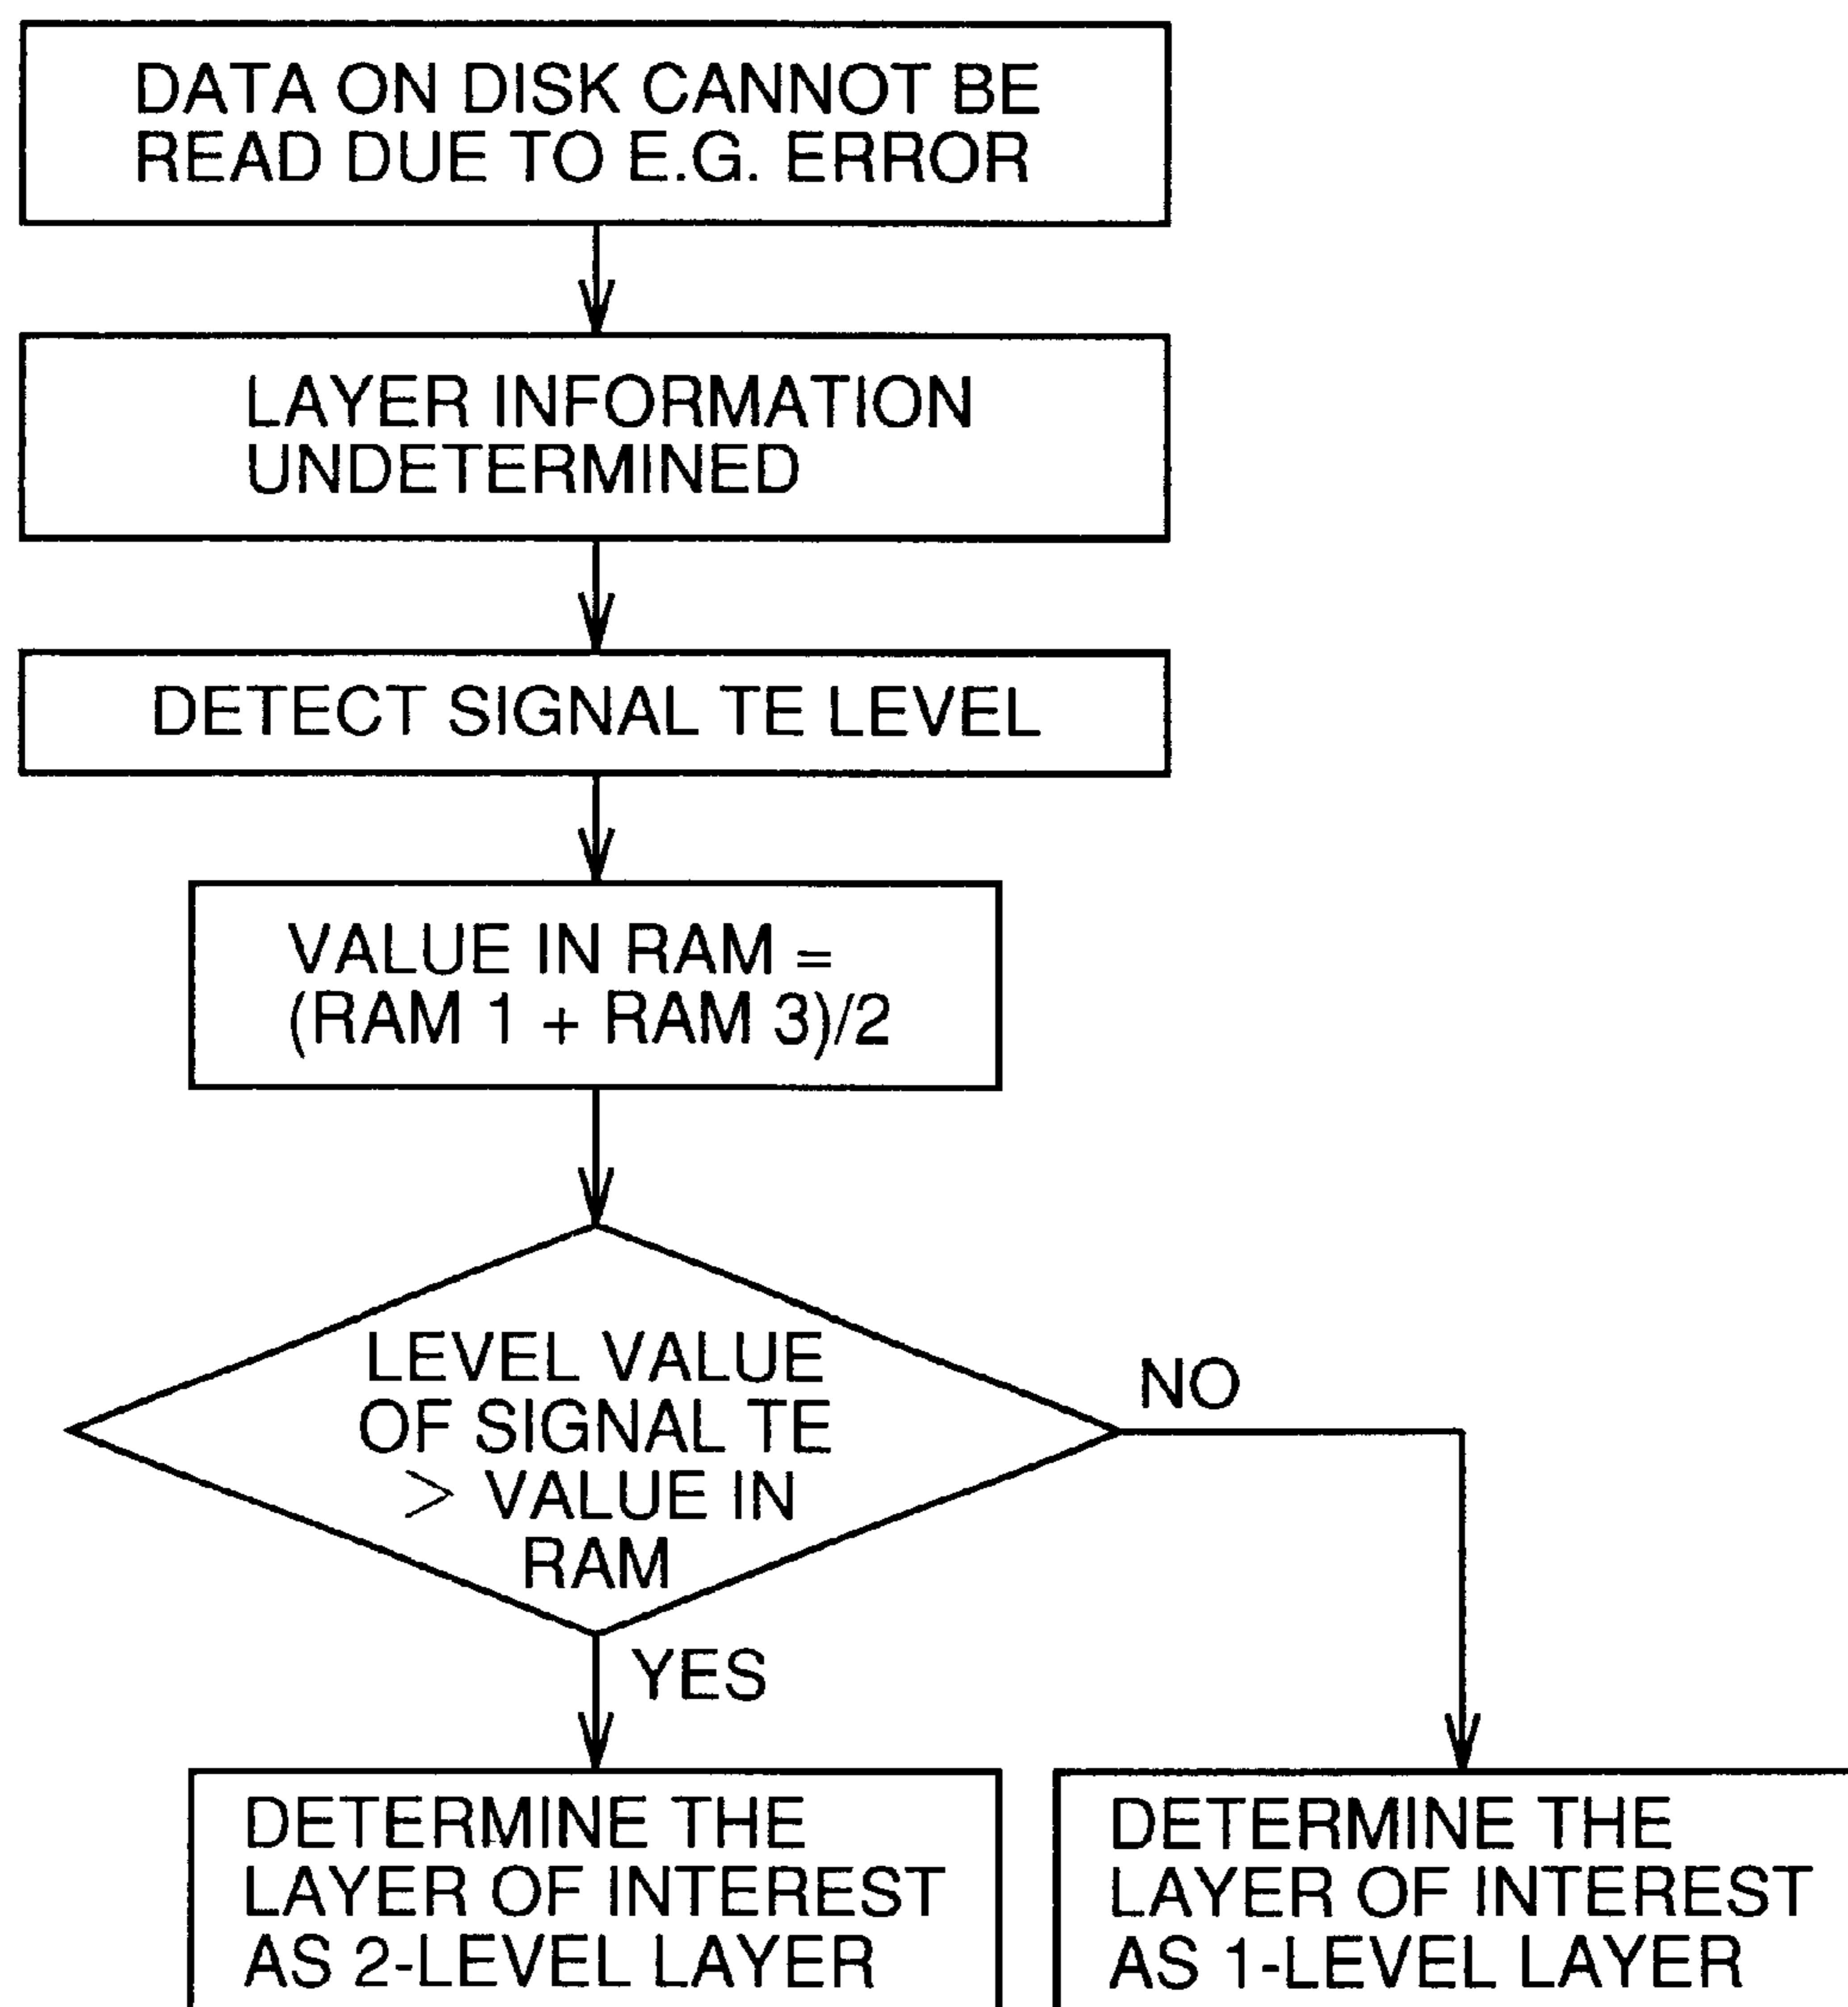 DATA ON DISK CANNOT BE
READ DUE TO E.G. ERROR
LAYER INFORMATION
UNDETERMINED
DETECT SIGNAL TE LEVEL
VALUE IN RAM =
(RAM 1 + RAM 3)/2
LEVEL VALUE
OF SIGNAL TE
> VALUE IN
RAM
NO
YES
DETERMINE THE
LAYER OF INTEREST
AS 2-LEVEL LAYER
DETERMINE THE
LAYER OF INTEREST
AS 1-LEVEL LAYER